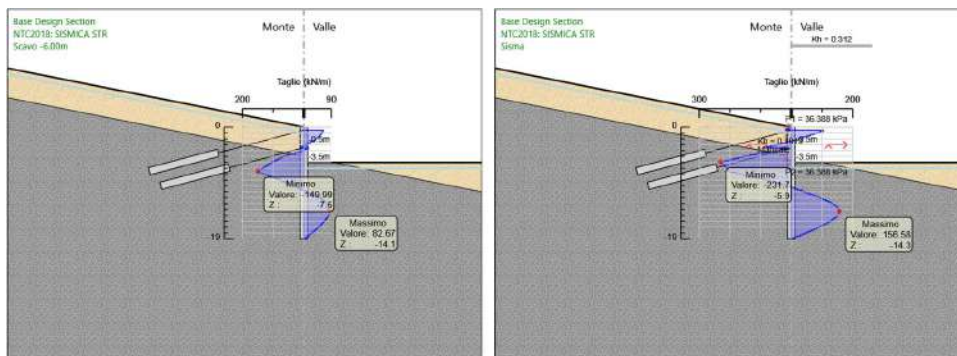 Base Design Section
NTC2018: SISMICA STR
Scavo -6.00m
Monte
Valle
Taglio (kN/m)
200
90
0
-0.5m
-3.5m
Minimo
Valore: -149.99
Z : -7.6
Massimo
Valore: 82.67
Z : -14.1
-19
Base Design Section
NTC2018: SISMICA STR
Sisma
Monte
Valle
Kh = 0.312
Taglio (kN/m)
300
200
0
P1 = 36.388 kPa
-3.5m
= 36.388 kPa
Minimo
Valore: -231.7
Z : -5.9
Massimo
Valore: 156.58
Z : -14.3
-19